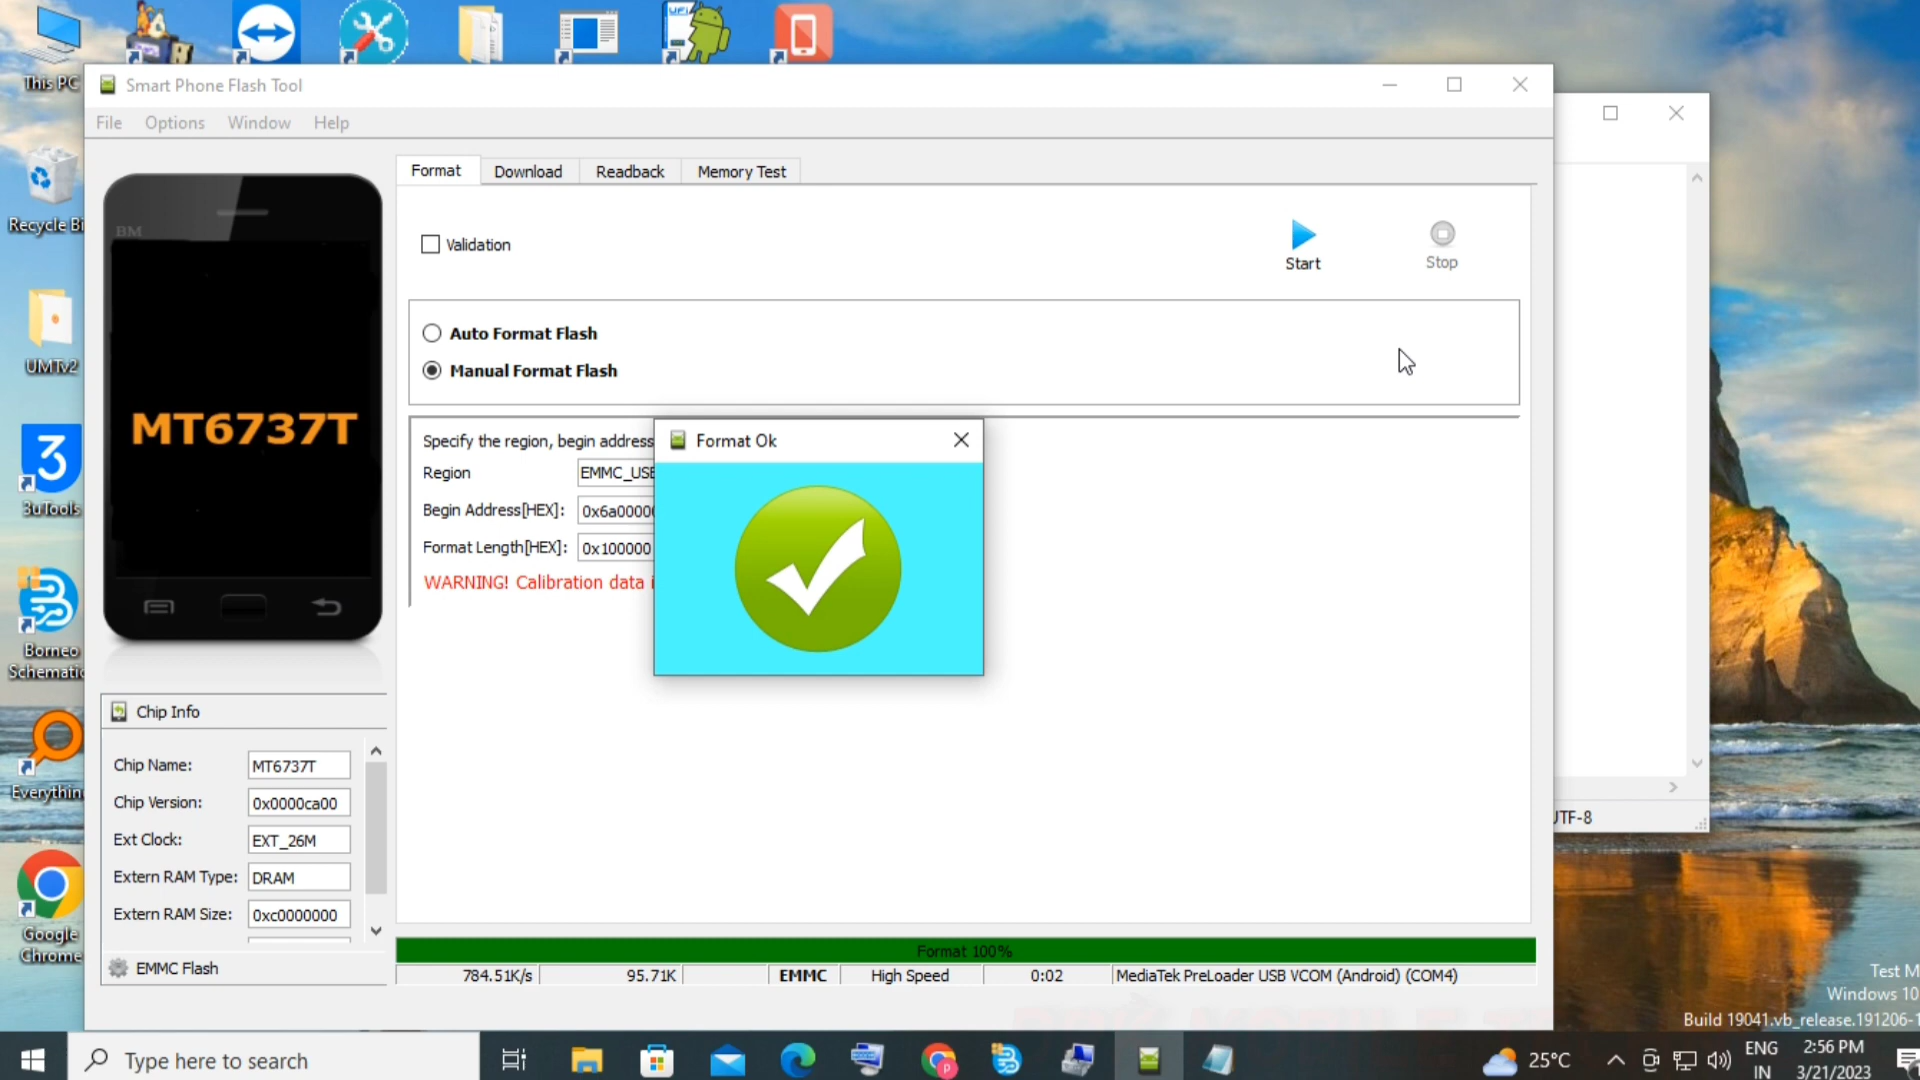 This PC
Recycle Bi
UMTv2
3uTools
Borneo
Schematic
Everythin
Google
Chrome
UFi
Smart Phone Flash Tool
File Options Window Help
Format Download Readback Memory Test
Validation
Start
Stop
BM
MT6737T
Auto Format Flash
Manual Format Flash
Specify the region, begin address
Region EMMC_USE
Begin Address[HEX]: 0x6a0000
Format Length[HEX]: 0x100000
WARNING! Calibration data i
Format Ok
Chip Info
Chip Name: MT6737T
Chip Version: 0x0000ca00
Ext Clock: EXT_26M
Extern RAM Type: DRAM
Extern RAM Size: 0xc0000000
EMMC Flash
Format 100%
784.51K/s 95.71K EMMC High Speed 0:02 MediaTek PreLoader USB VCOM (Android) (COM4)
UTF-8
Test M
Windows 10
Build 19041.vb_release.191206-1
Type here to search
25°C
ENG
IN
2:56 PM
3/21/2023